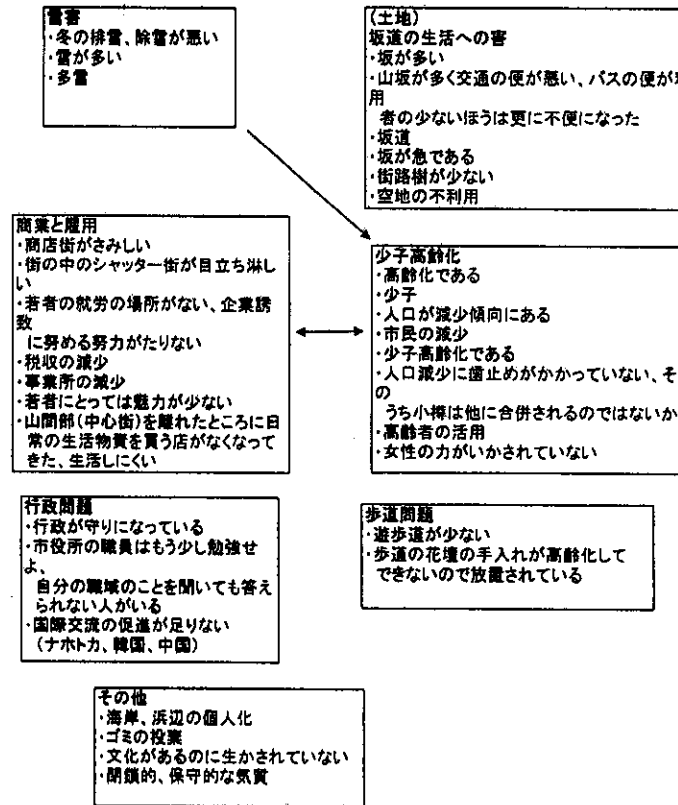 雪害
・冬の排雪、除雪が悪い
・雪が多い
・多雪
(土地)
坂道の生活への害
・坂が多い
・山坂が多く交通の便が悪い、バスの便が利
用
者の少ないほうは更に不便になった
・坂道
・坂が急である
・街路樹が少ない
・空地の不利用
商業と雇用
・商店街がさみしい
・街の中のシャッター街が目立ち淋し
い
・若者の就労の場所がない、企業誘
致
に努める努力がたりない
・税収の減少
・事業所の減少
・若者にとっては魅力が少ない
・山間部(中心街)を離れたところに日
常の生活物資を買う店がなくなって
きた、生活しにくい
少子高齢化
・高齢化である
・少子
・人口が減少傾向にある
・市民の減少
・少子高齢化である
・人口減少に歯止めがかかっていない、そ
の
うち小樽は他に合併されるのではないか
・高齢者の活用
・女性の力がいかされていない
行政問題
・行政が守りになっている
・市役所の職員はもう少し勉強せ
よ、
自分の職域のことを聞いても答え
られない人がいる
・国際交流の促進が足りない
(ナホトカ、韓国、中国)
歩道問題
・遊歩道が少ない
・歩道の花壇の手入れが高齢化して
できないので放置されている
その他
・海岸、浜辺の個人化
・ゴミの投棄
・文化があるのに生かされていない
・閉鎖的、保守的な気質